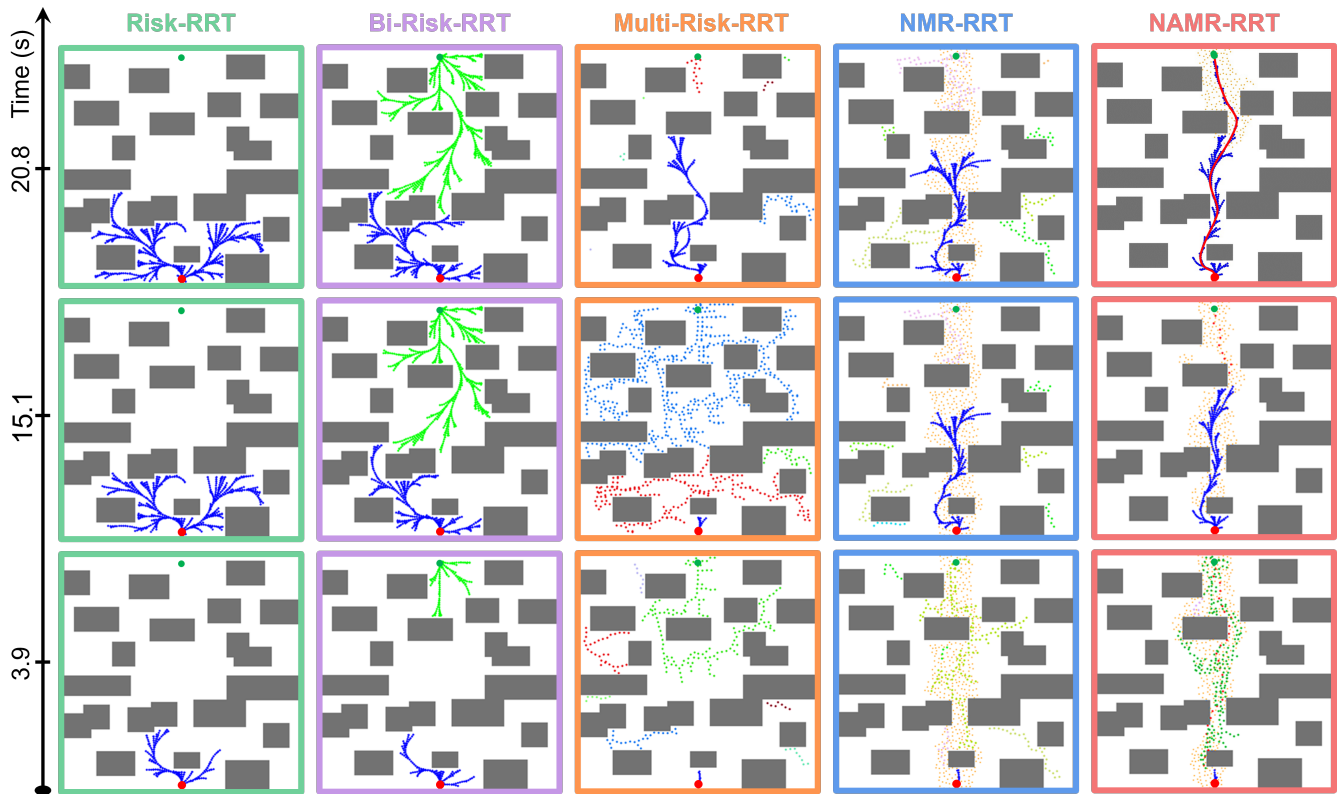 Risk-RRT
Bi-Risk-RRT
Multi-Risk-RRT
NMR-RRT
NAMR-RRT
Time (s)
20.8
15.1
3.9